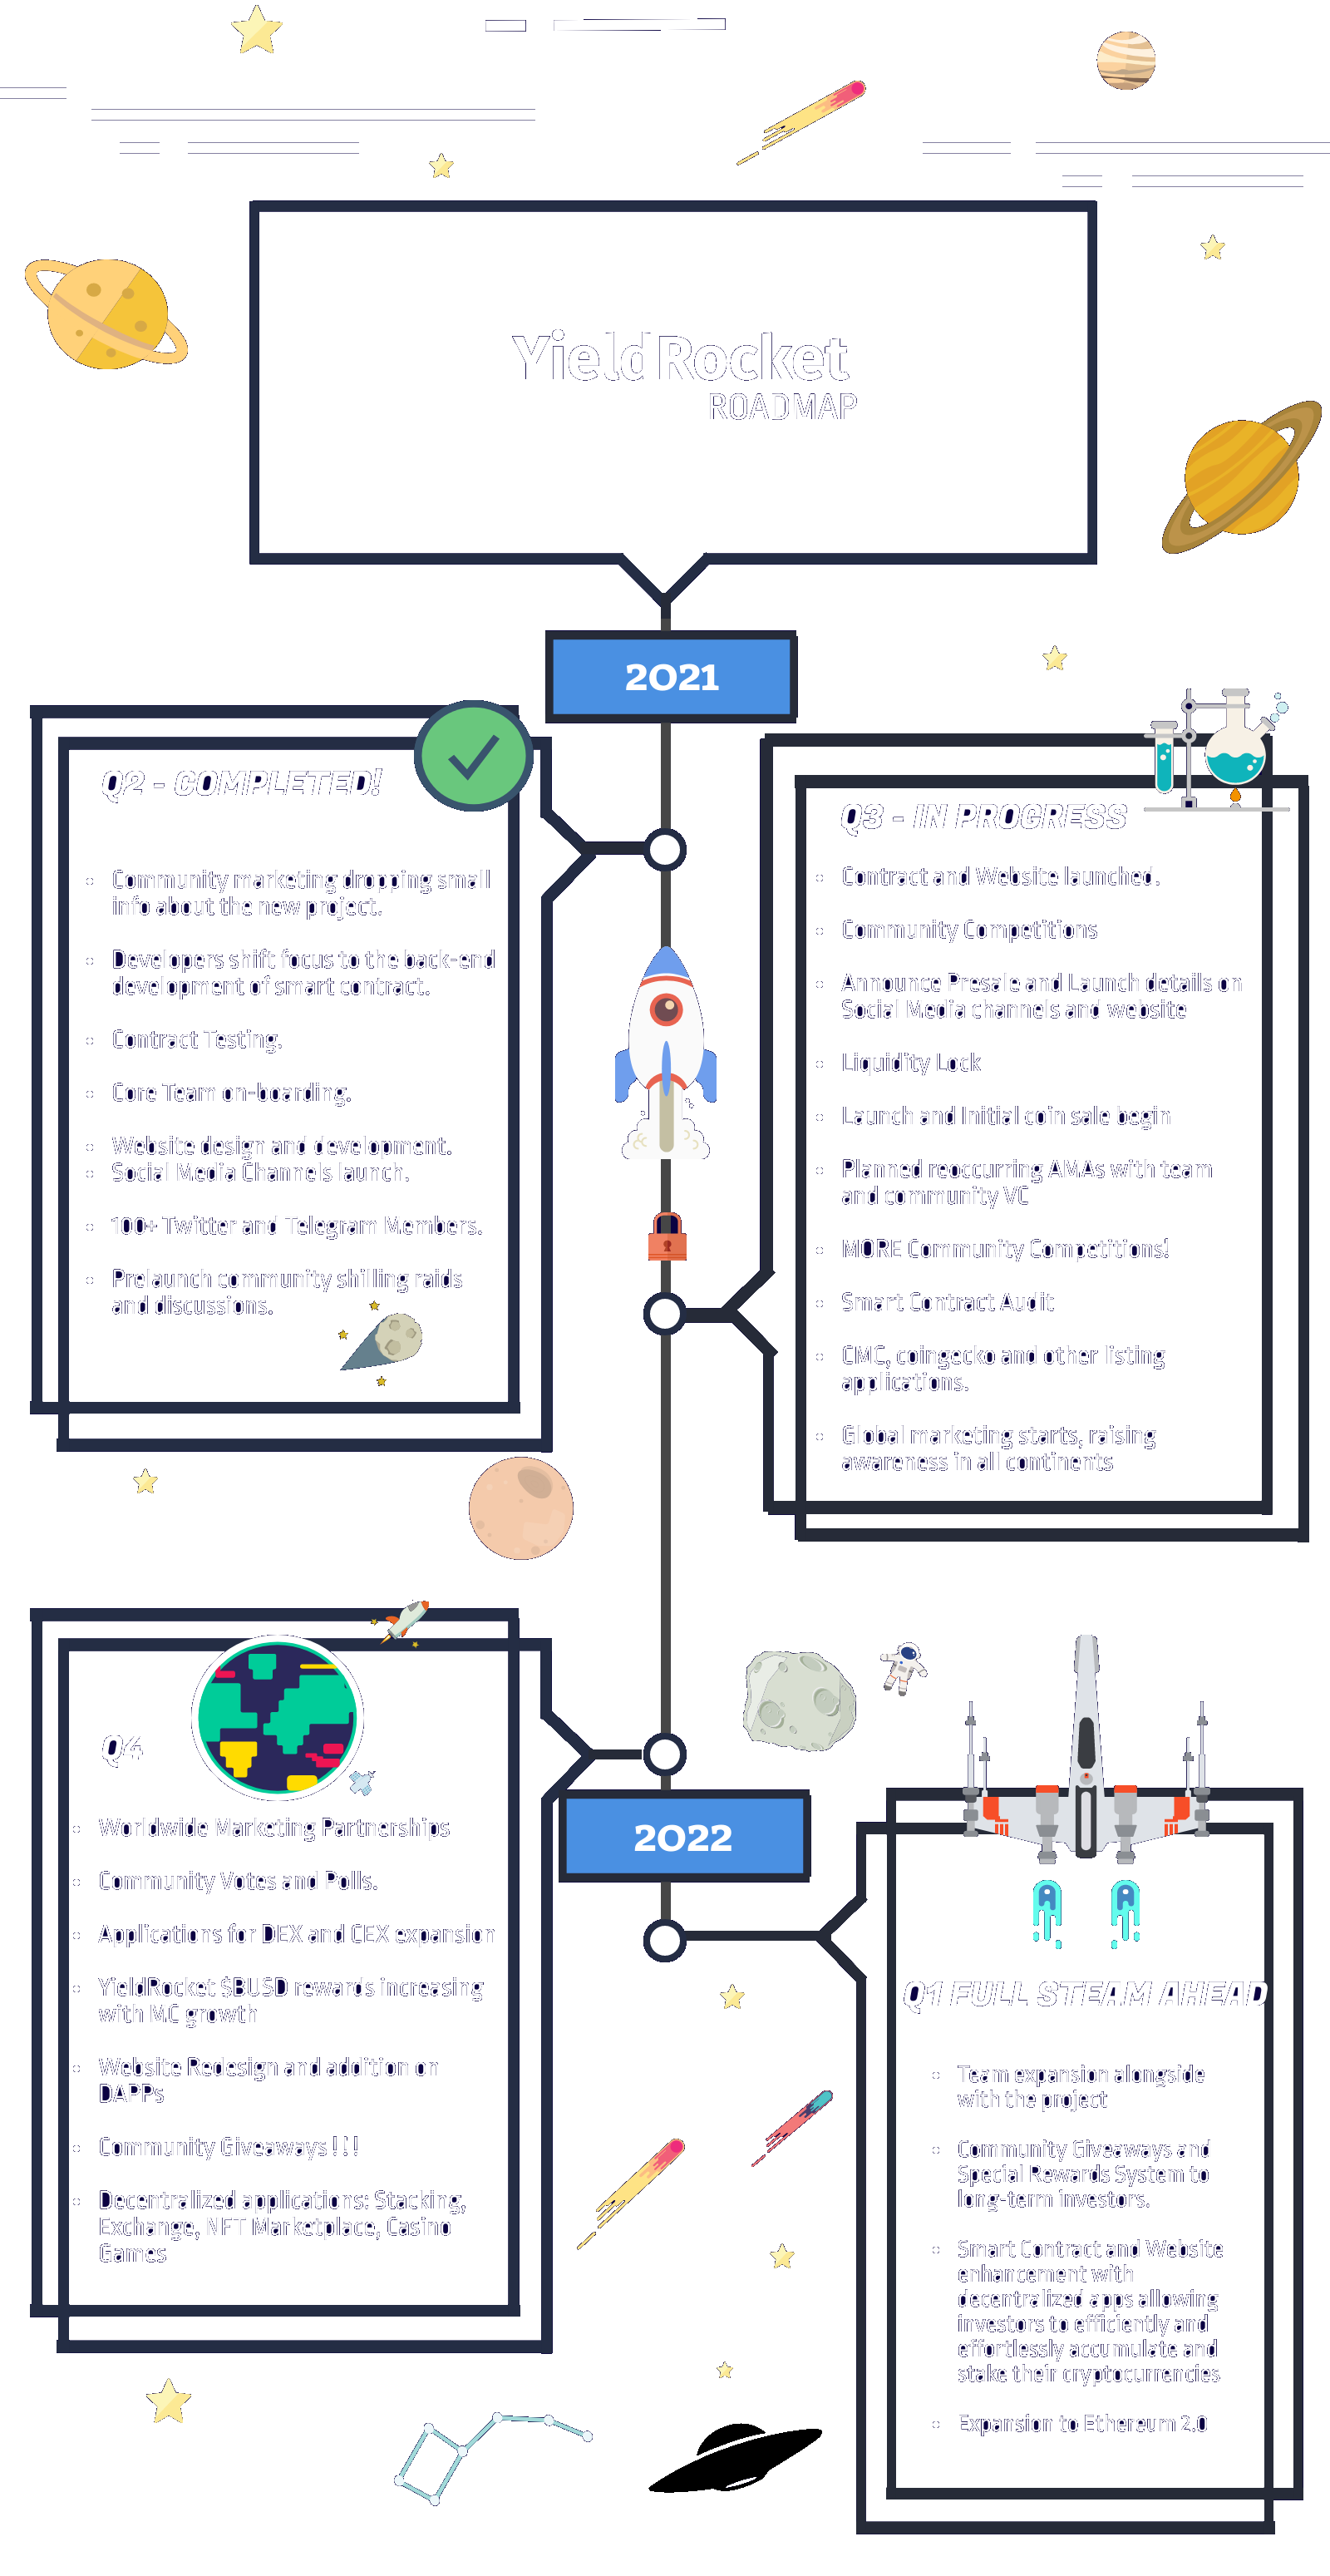 YieldRocket
ROADMAP
2021
Q2 - COMPLETED!
Community marketing dropping small
info about the new project.
Developers shift focus to the back-end
development of smart contract.
Contract Testing.
Core Team on-boarding.
Website design and development.
Social Media Channels launch.
100+ Twitter and Telegram Members.
Prelaunch community shilling raids
and discussions.
Q3 - IN PROGRESS
Contract and Website launched.
Community Competitions
Announce Presale and Launch details on
Social Media channels and website
Liquidity Lock
Launch and Initial coin sale begin
Planned reoccurring AMAs with team
and community VC
MORE Community Competitions!
Smart Contract Audit
CMC, coingecko and other listing
applications.
Global marketing starts, raising
awareness in all continents
Q4
Worldwide Marketing Partnerships
Community Votes and Polls.
Applications for DEX and CEX expansion
YieldRocket $BUSD rewards increasing
with MC growth
Website Redesign and addition on
DAPPs
Community Giveaways!!!
Decentralized applications: Stacking,
Exchange, NFT Marketplace, Casino
Games
2022
Q1 FULL STEAM AHEAD
Team expansion alongside
with the project
Community Giveaways and
Special Rewards System to
long-term investors.
Smart Contract and Website
enhancement with
decentralized apps allowing
investors to efficiently and
effortlessly accumulate and
stake their cryptocurrencies
Expansion to Ethereum 2.0